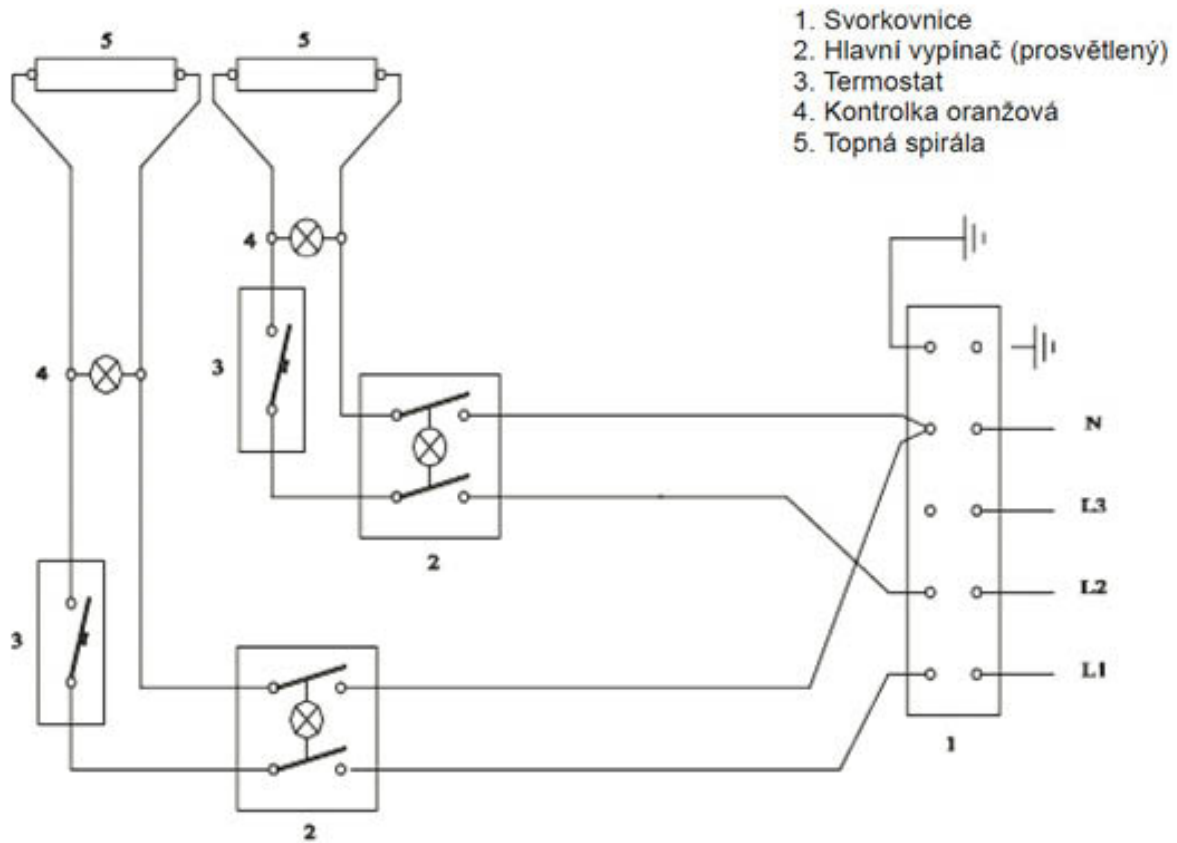 1. Svorkovnice
2. Hlavní vypínač (prosvětlený)
3. Termostat
4. Kontrolka oranžová
5. Topná spirála
5 5
4
3
4
N
L3
2
L2
3
L1
1
2